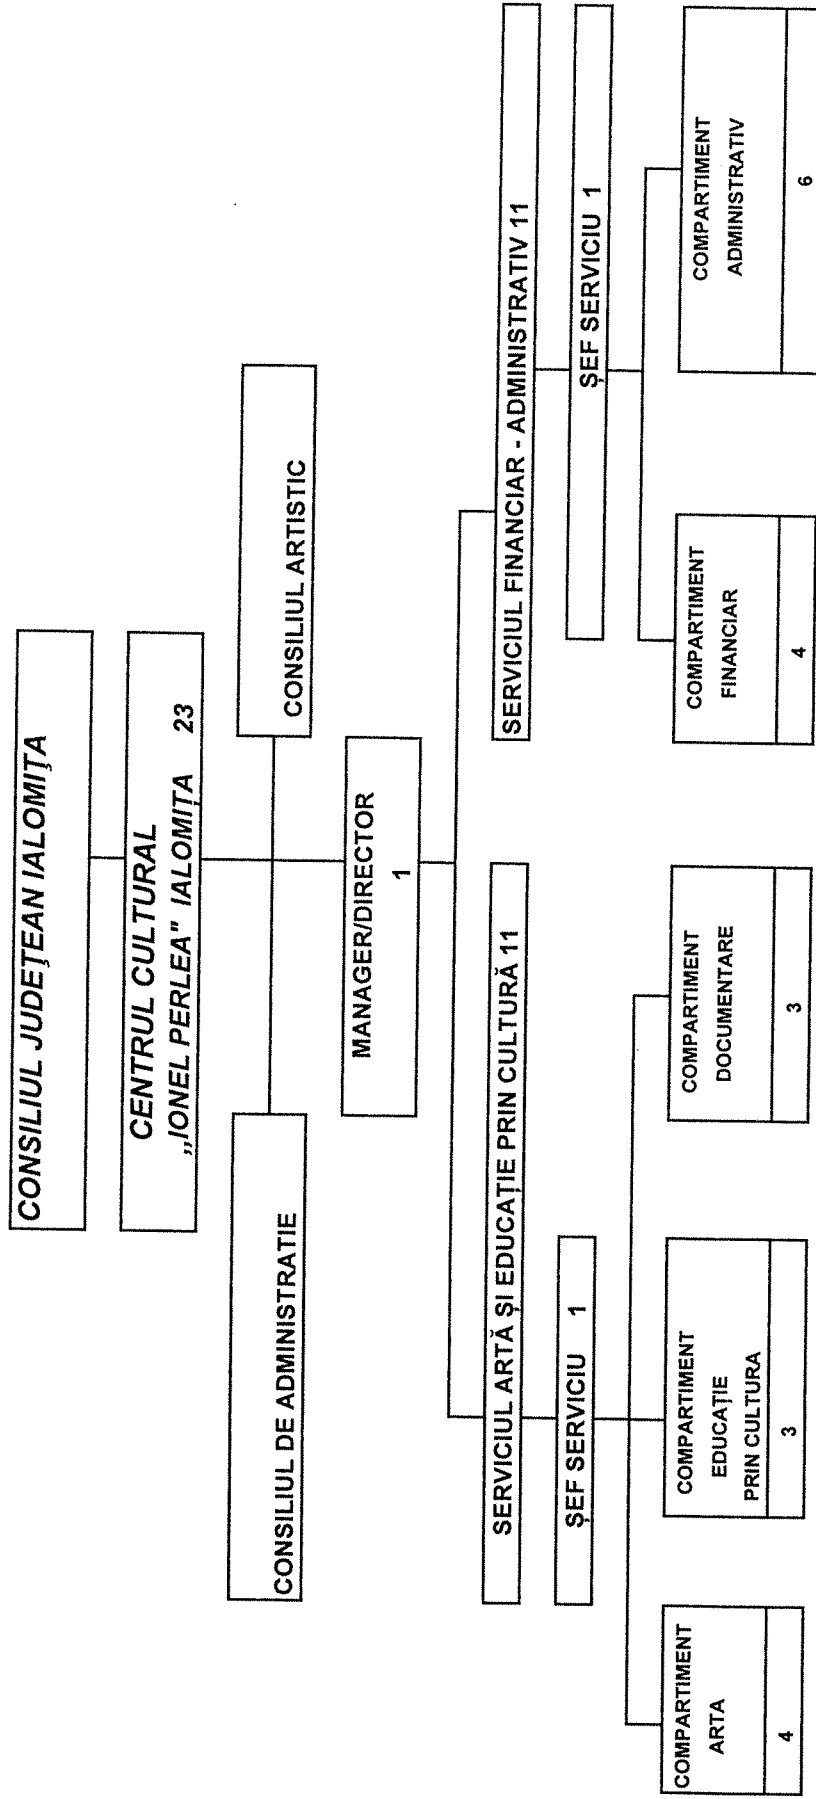 CONSILIUL JUDEŢEAN IALOMIŢA
CENTRUL CULTURAL
„IONEL PERLEA" IALOMIŢA 23
CONSILIUL DE ADMINISTRATIE
CONSILIUL ARTISTIC
MANAGER/DIRECTOR
1
SERVICIUL ARTĂ ŞI EDUCAŢIE PRIN CULTURĂ 11
SERVICIUL FINANCIAR - ADMINISTRATIV 11
ŞEF SERVICIU 1
ŞEF SERVICIU 1
COMPARTIMENT
ARTA
4
COMPARTIMENT
EDUCAŢIE
PRIN CULTURA
3
COMPARTIMENT
DOCUMENTARE
3
COMPARTIMENT
FINANCIAR
4
COMPARTIMENT
ADMINISTRATIV
6